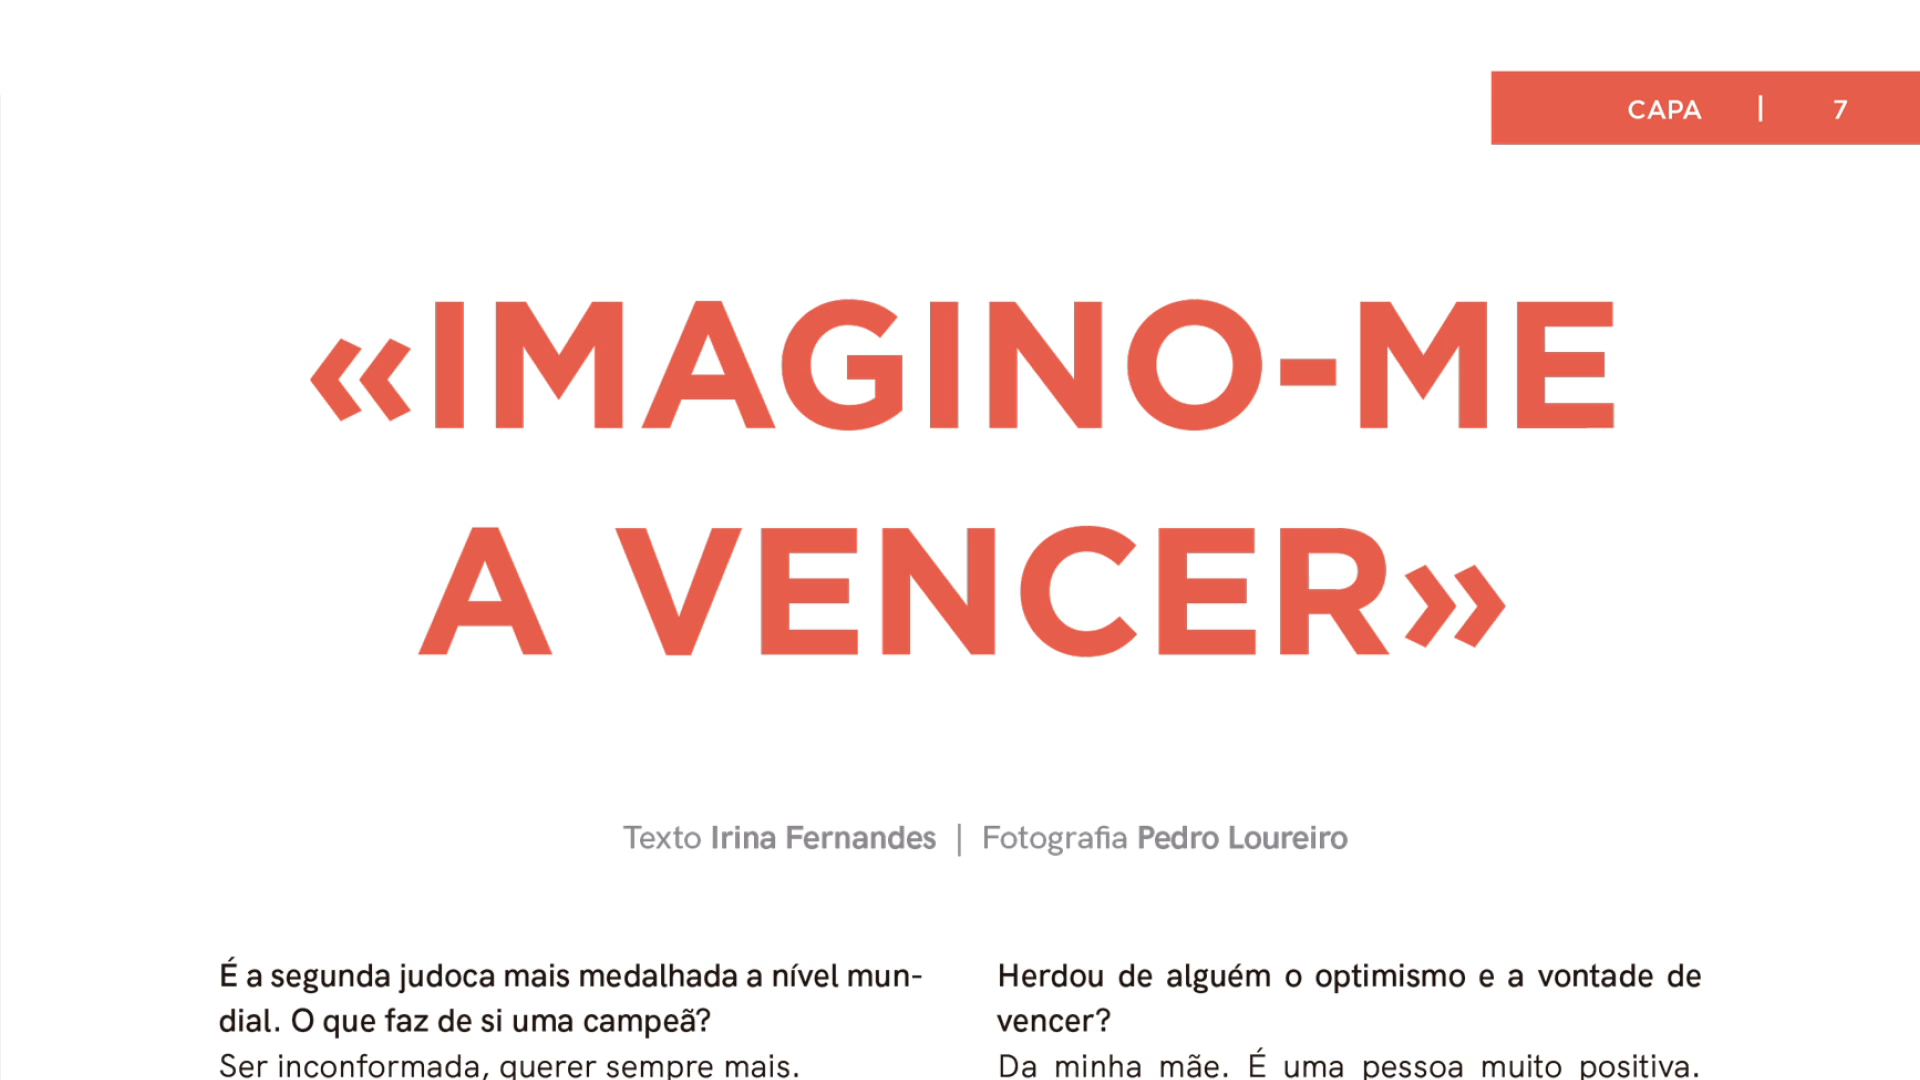 CAPA | 7
«IMAGINO-ME
A VENCER»
Texto Irina Fernandes | Fotografia Pedro Loureiro
É a segunda judoca mais medalhada a nível mun-
dial. O que faz de si uma campeã?
Ser inconformada, querer sempre mais.
Herdou de alguém o optimismo e a vontade de
vencer?
Da minha mãe. É uma pessoa muito positiva.